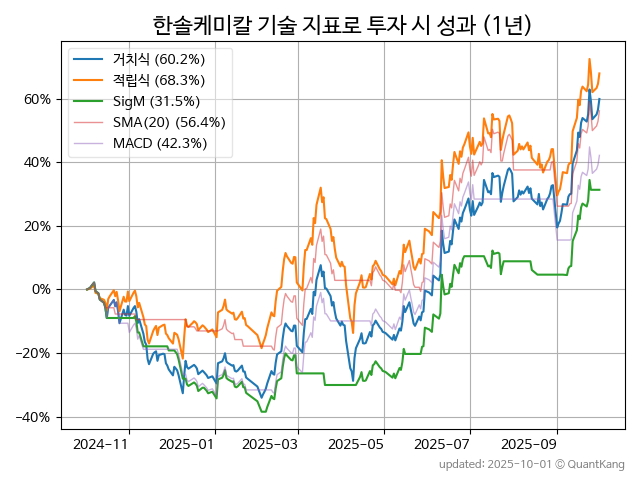 한솔케미칼 기술 지표로 투자 시 성과 (1년)
거치식 (60.2%)
적립식 (68.3%)
SigM (31.5%)
SMA(20) (56.4%)
MACD (42.3%)
60%
40%
20%
0%
−20%
−40%
2024-11
2025-01
2025-03
2025-05
2025-07
2025-09
updated: 2025-10-01 © QuantKang